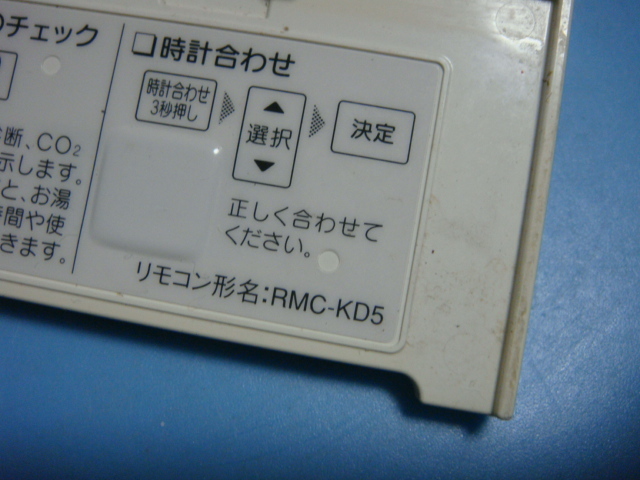 のチェック
断、CO2
示します。
と、お湯
時間や使
きます。
❏時計合わせ
時計合わせ
3秒押し
▲
選択
▼
決定
正しく合わせて
ください。
リモコン形名:RMC-KD5